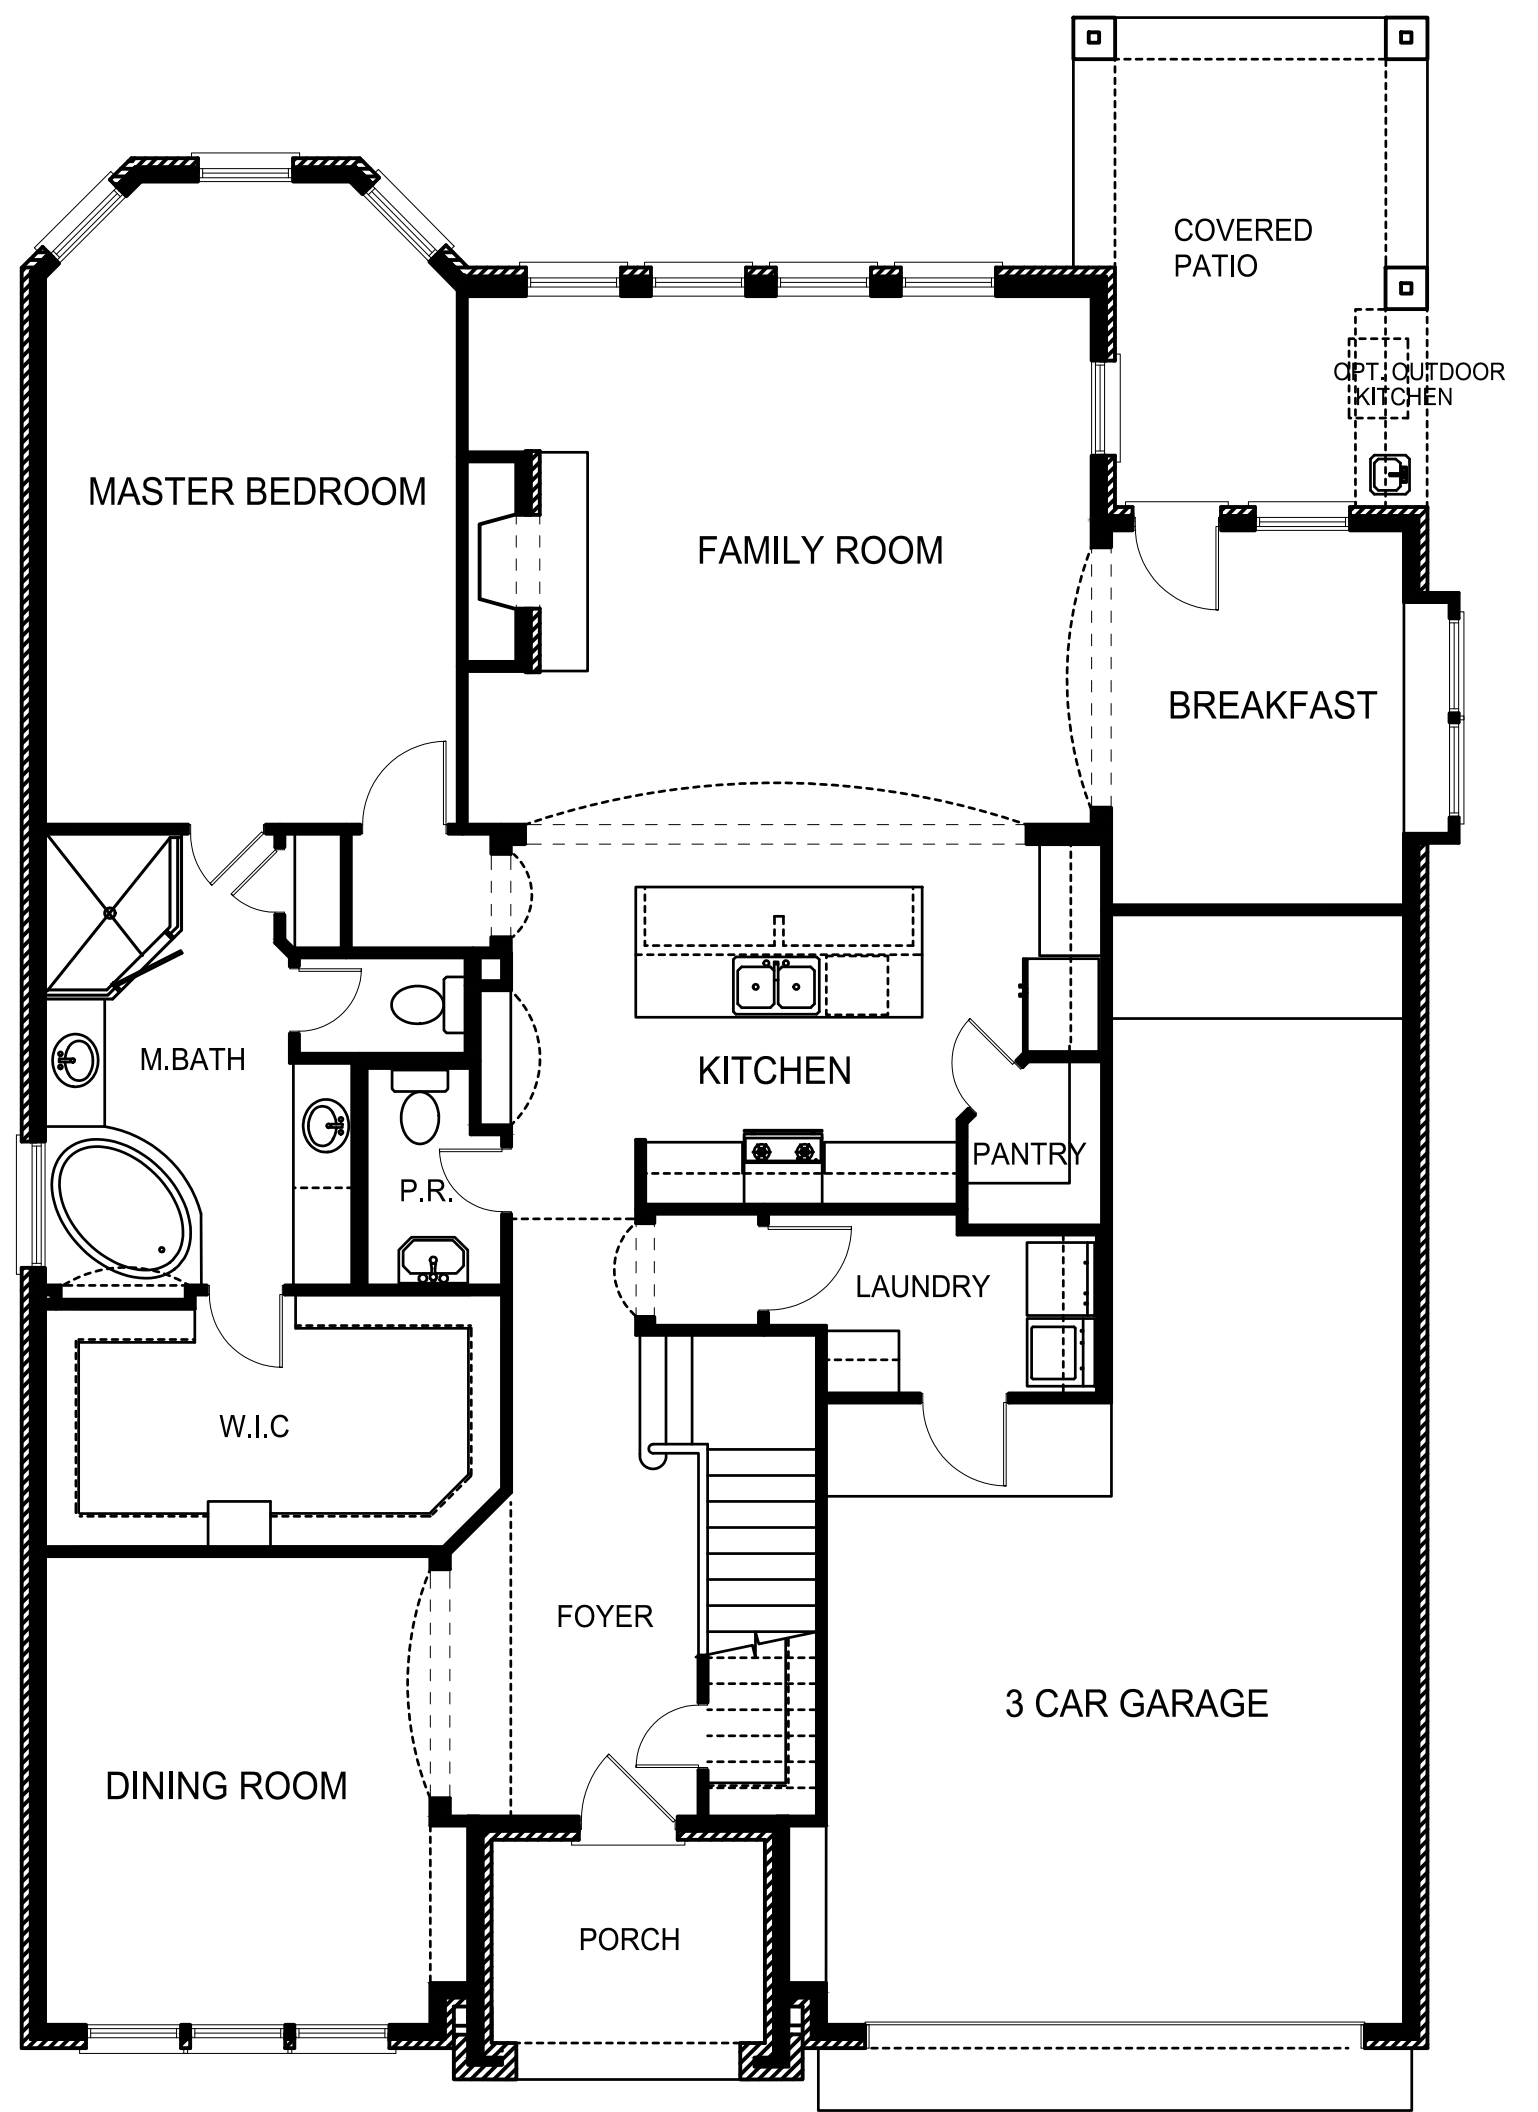 COVERED
PATIO
OPT. OUTDOOR
KITCHEN
MASTER BEDROOM
FAMILY ROOM
BREAKFAST
M.BATH
KITCHEN
PANTRY
P.R.
LAUNDRY
W.I.C
FOYER
3 CAR GARAGE
DINING ROOM
PORCH